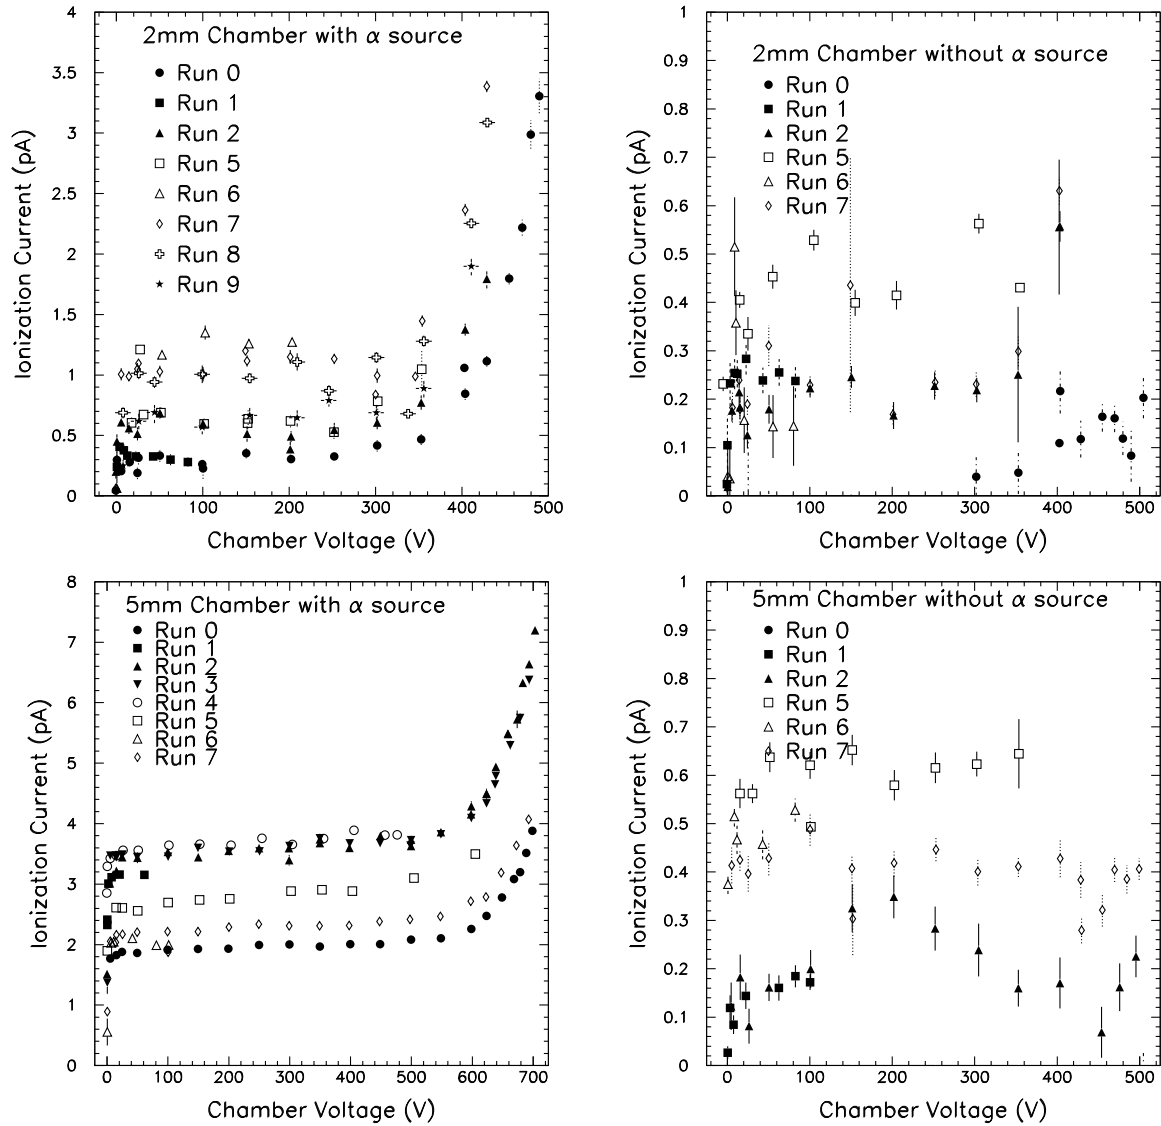 2mm Chamber with α source
Run 0
Run 1
Run 2
Run 5
Run 6
Run 7
Run 8
Run 9
Ionization Current (pA)
4
3.5
3
2.5
2
1.5
1
0.5
0
0 100 200 300 400 500
Chamber Voltage (V)
2mm Chamber without α source
Run 0
Run 1
Run 2
Run 5
Run 6
Run 7
Ionization Current (pA)
1
0.9
0.8
0.7
0.6
0.5
0.4
0.3
0.2
0.1
0
0 100 200 300 400 500
Chamber Voltage (V)
5mm Chamber with α source
Run 0
Run 1
Run 2
Run 3
Run 4
Run 5
Run 6
Run 7
Ionization Current (pA)
8
7
6
5
4
3
2
1
0
0 100 200 300 400 500 600 700
Chamber Voltage (V)
5mm Chamber without α source
Run 0
Run 1
Run 2
Run 5
Run 6
Run 7
Ionization Current (pA)
1
0.9
0.8
0.7
0.6
0.5
0.4
0.3
0.2
0.1
0
0 100 200 300 400 500
Chamber Voltage (V)